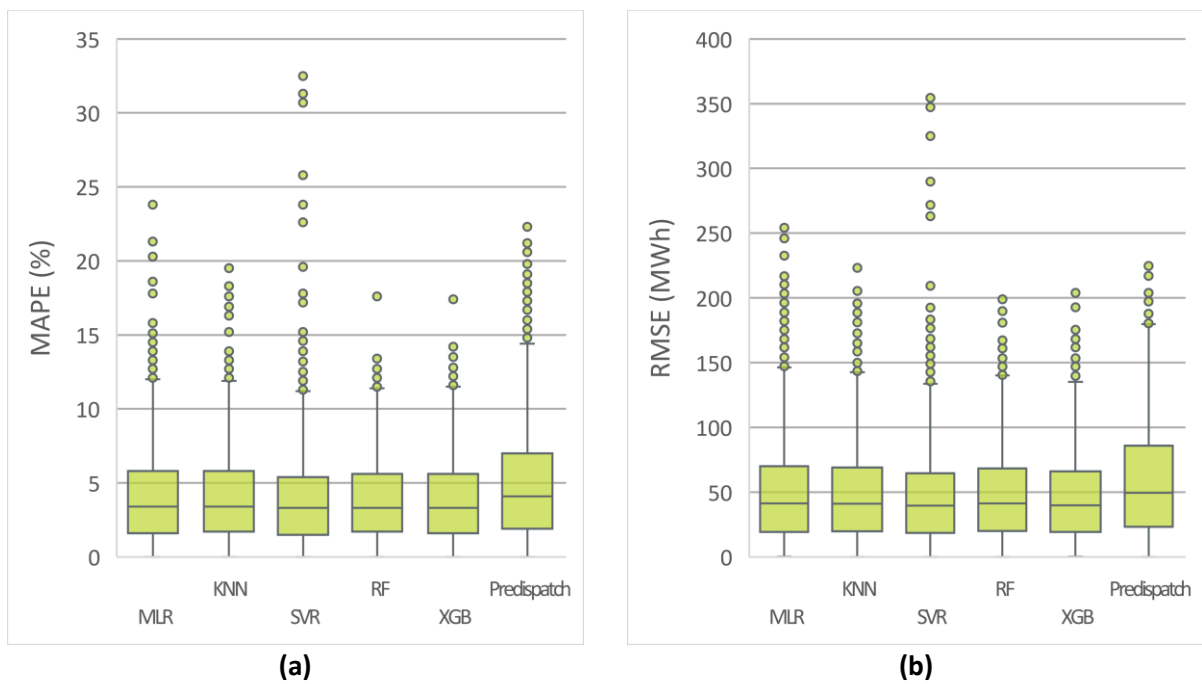 MAPE (%)
35
30
25
20
15
10
5
0
KNN RF Predispatch
MLR SVR XGB
(a)
RMSE (MWh)
400
350
300
250
200
150
100
50
0
KNN RF Predispatch
MLR SVR XGB
(b)